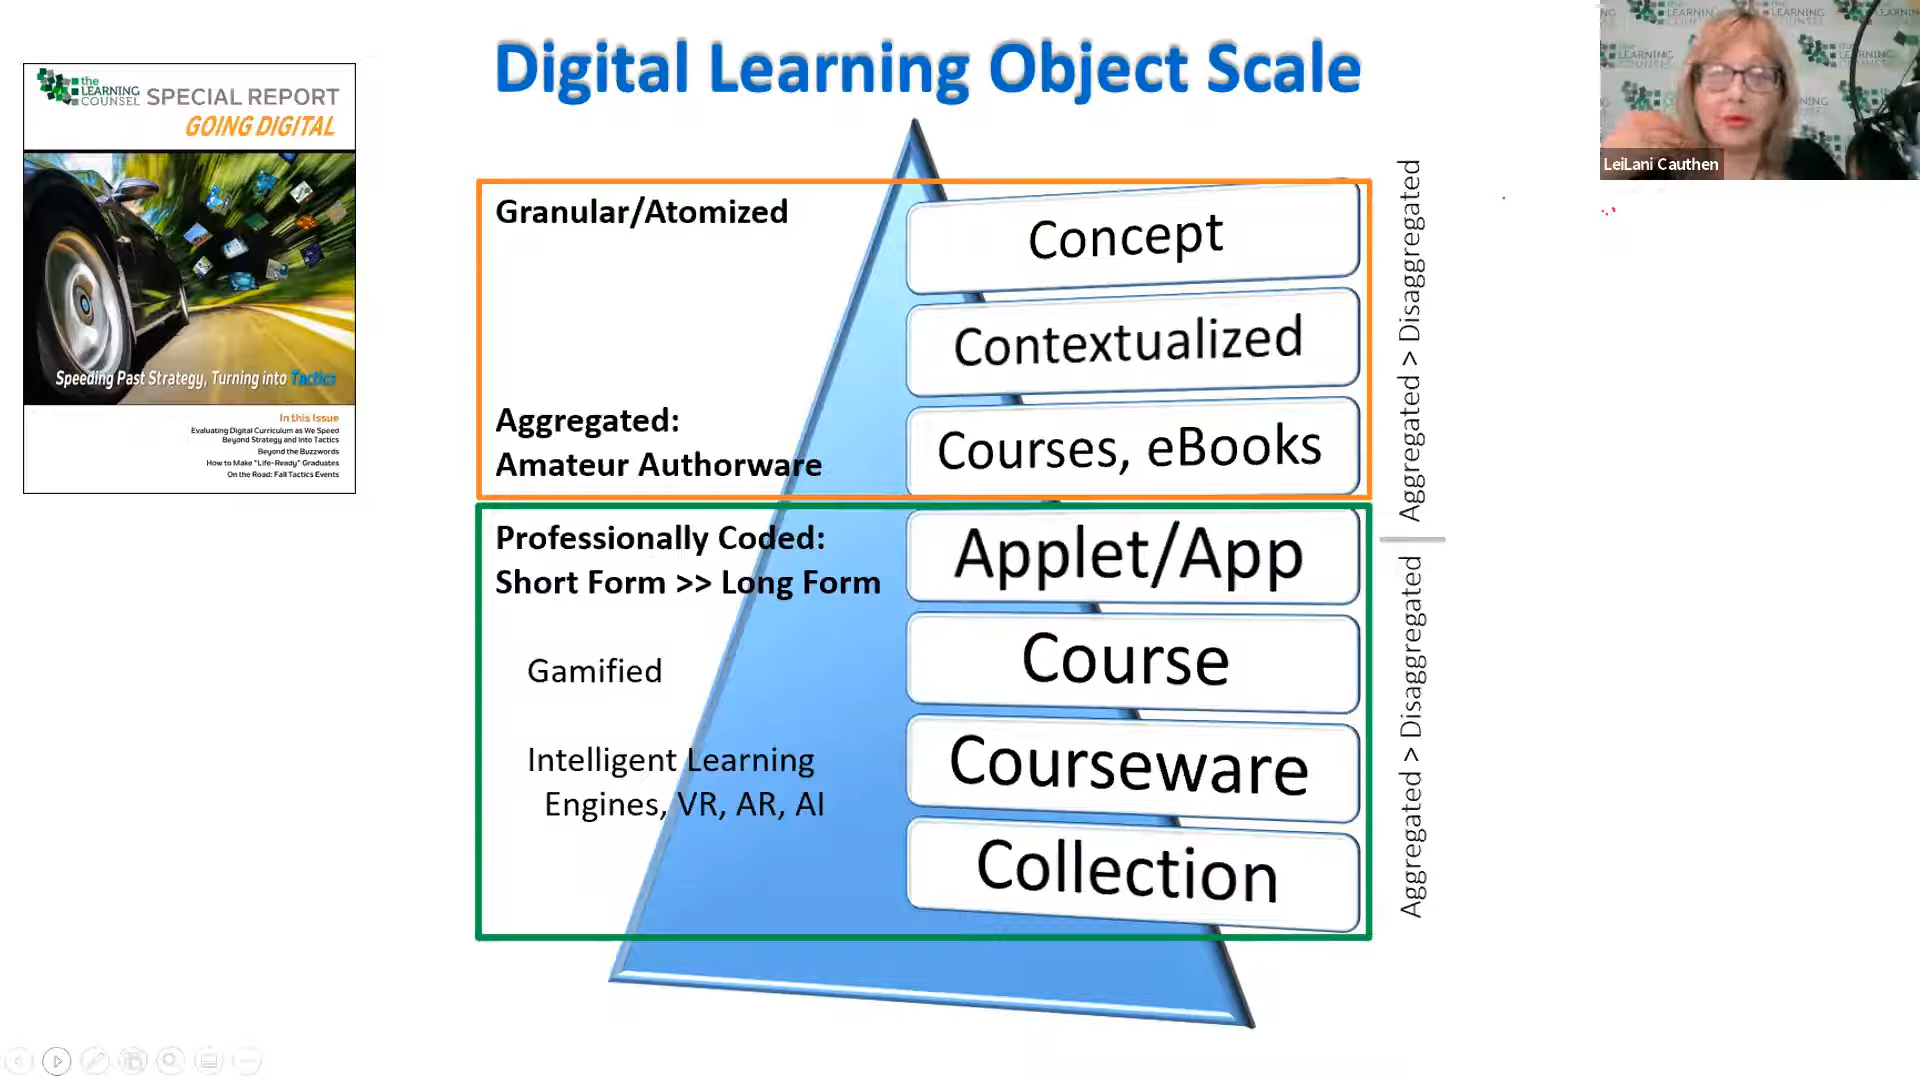 Digital Learning Object Scale
the
LEARNING
COUNSEL
SPECIAL REPORT
GOING DIGITAL
Speeding Past Strategy, Turning into Tactics
In this Issue
Evaluating Digital Curriculum as We Speed
Beyond Strategy and Into Tactics
Beyond the Buzzwords
How to Make "Life-Ready" Graduates
On the Road: Fall Tactics Events
Granular/Atomized
Aggregated:
Amateur Authorware
Professionally Coded:
Short Form >> Long Form
Gamified
Intelligent Learning
Engines, VR, AR, AI
Concept
Contextualized
Courses, eBooks
Applet/App
Course
Courseware
Collection
Aggregated > Disaggregated
Aggregated > Disaggregated
LeiLani Cauthen